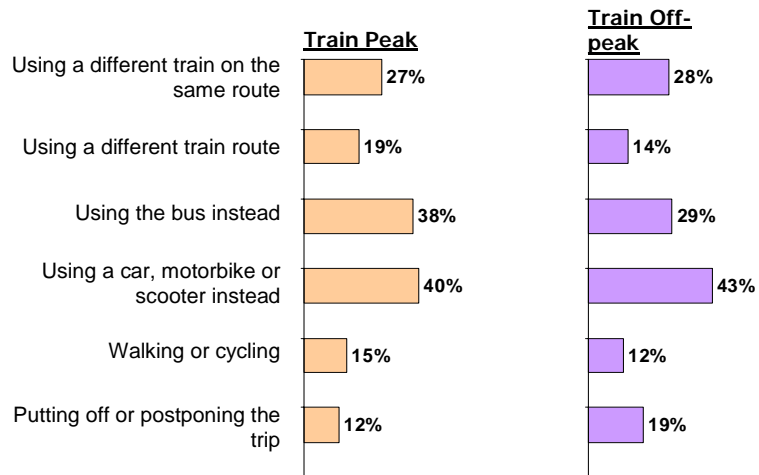 Train Peak
Train Off-
peak
Using a different train on the
same route
27%
28%
Using a different train route
19%
14%
Using the bus instead
38%
29%
Using a car, motorbike or
scooter instead
40%
43%
Walking or cycling
15%
12%
Putting off or postponing the
trip
12%
19%